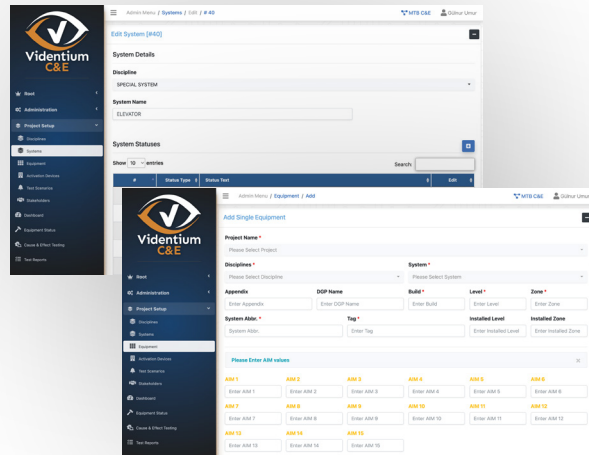 Videntium
C&E
Root
Administration
Project Setup
Disciplines
Systems
Equipment
Activation Devices
Test Scenarios
Stakeholders
Dashboard
Equipment Status
Cause & Effect Testing
Test Reports
Admin Menu / Systems / Edit / # 40
MTB C&E
Gülnur Umur
Edit System [#40]
System Details
Discipline
SPECIAL SYSTEM
System Name
ELEVATOR
System Statuses
Show 10 entries
Search:
# Status Type Status Text Edit
Videntium
C&E
Root
Administration
Project Setup
Disciplines
Systems
Equipment
Activation Devices
Test Scenarios
Stakeholders
Dashboard
Equipment Status
Cause & Effect Testing
Test Reports
Admin Menu / Equipment / Add
MTB C&E
Gülnur Umur
Add Single Equipment
Project Name *
Please Select Project
Disciplines * System *
Please Select Discipline Please Select System
Appendix DGP Name Build * Level * Zone *
Enter Appendix Enter DGP Name Enter Build Enter Level Enter Zone
System Abbr. * Tag * Installed Level Installed Zone
System Abbr. Enter Tag Enter Installed Level Enter Installed Zone
Please Enter AIM values
AIM 1 AIM 2 AIM 3 AIM 4 AIM 5 AIM 6
Enter AIM 1 Enter AIM 2 Enter AIM 3 Enter AIM 4 Enter AIM 5 Enter AIM 6
AIM 7 AIM 8 AIM 9 AIM 10 AIM 11 AIM 12
Enter AIM 7 Enter AIM 8 Enter AIM 9 Enter AIM 10 Enter AIM 11 Enter AIM 12
AIM 13 AIM 14 AIM 15
Enter AIM 13 Enter AIM 14 Enter AIM 15